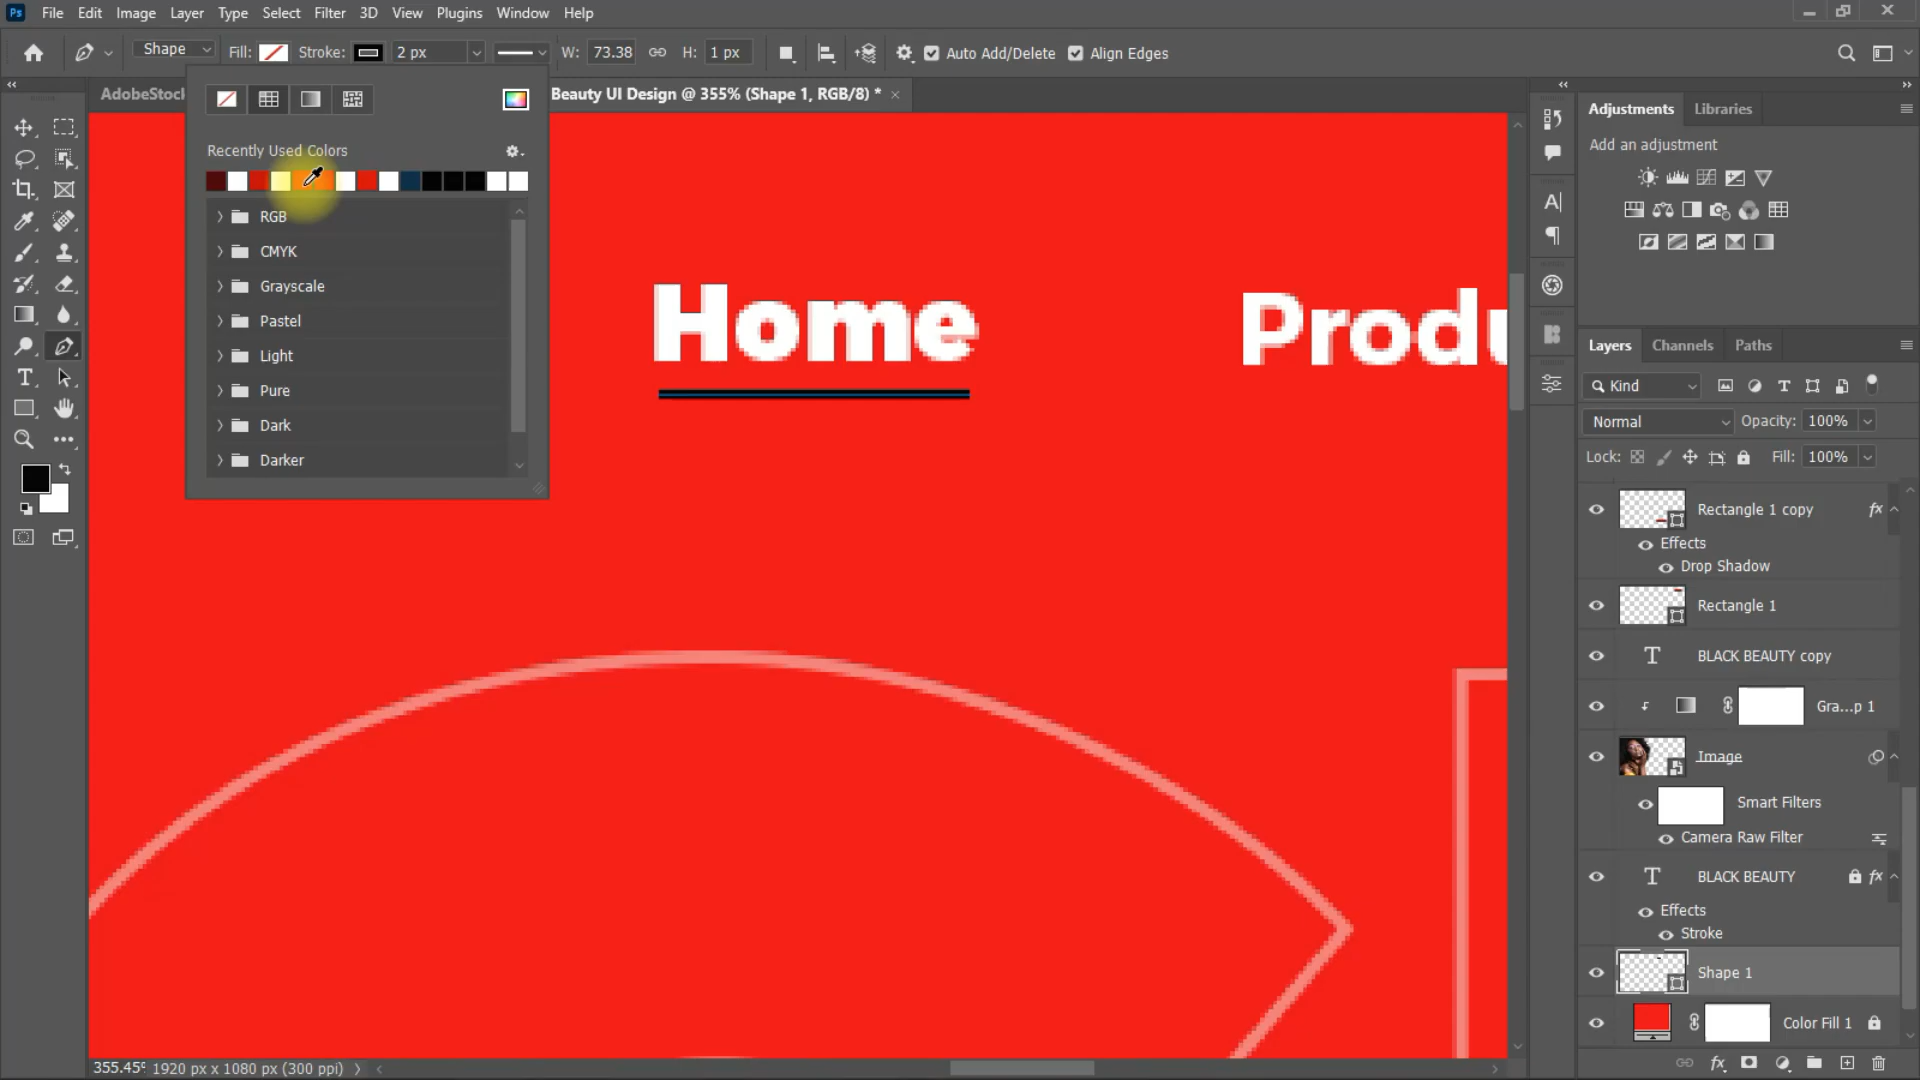 Ps File Edit Image Layer Type Select Filter 3D View Plugins Window Help
Shape Fill: Stroke: 2 px W: 73.38 H: 1 px Auto Add/Delete Align Edges
AdobeStock
Beauty UI Design @ 355% (Shape 1, RGB/8) *
Recently Used Colors
RGB
CMYK
Grayscale
Pastel
Light
Pure
Dark
Darker
Home
Produ
Adjustments Libraries
Add an adjustment
Layers Channels Paths
Kind
Normal Opacity: 100%
Lock: Fill: 100%
Rectangle 1 copy fx
Effects
Drop Shadow
Rectangle 1
T BLACK BEAUTY copy
Gra...p 1
Image
Smart Filters
Camera Raw Filter
T BLACK BEAUTY fx
Effects
Stroke
Shape 1
Color Fill 1
355.45% 1920 px x 1080 px (300 ppi)